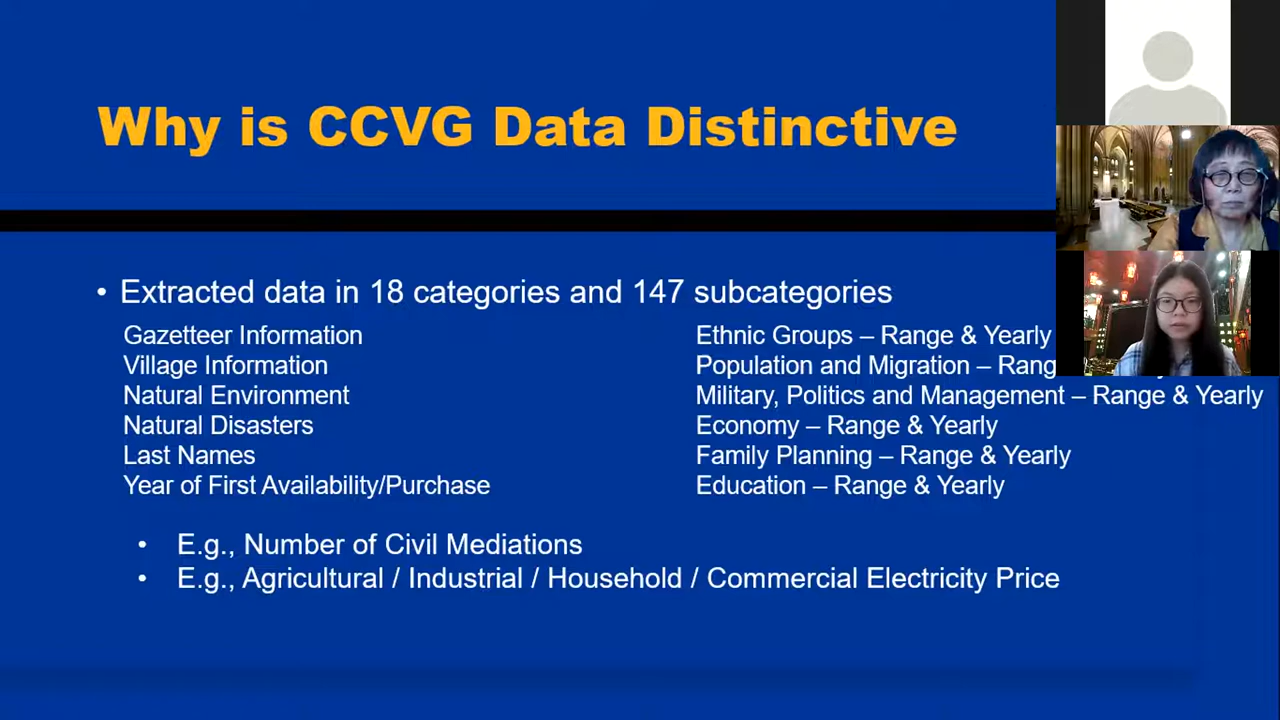 Why is CCVG Data Distinctive
• Extracted data in 18 categories and 147 subcategories
Gazetteer Information
Village Information
Natural Environment
Natural Disasters
Last Names
Year of First Availability/Purchase
Ethnic Groups – Range & Yearly
Population and Migration – Rang
Military, Politics and Management – Range & Yearly
Economy – Range & Yearly
Family Planning – Range & Yearly
Education – Range & Yearly
• E.g., Number of Civil Mediations
• E.g., Agricultural / Industrial / Household / Commercial Electricity Price